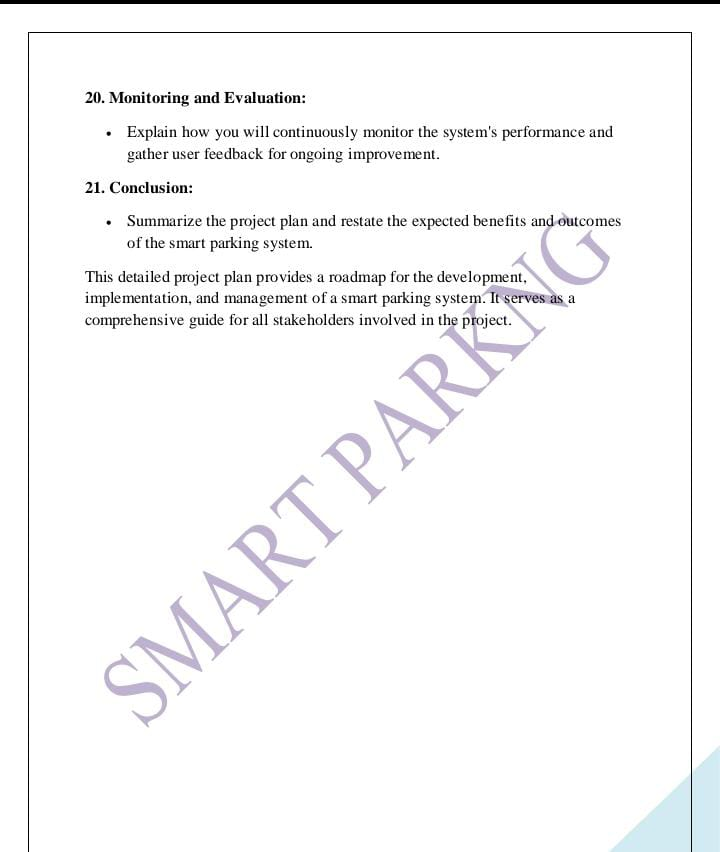 20. Monitoring and Evaluation:
• Explain how you will continuously monitor the system's performance and
gather user feedback for ongoing improvement.
21. Conclusion:
• Summarize the project plan and restate the expected benefits and outcomes
of the smart parking system.
This detailed project plan provides a roadmap for the development,
implementation, and management of a smart parking system. It serves as a
comprehensive guide for all stakeholders involved in the project.
SMART PARKNG